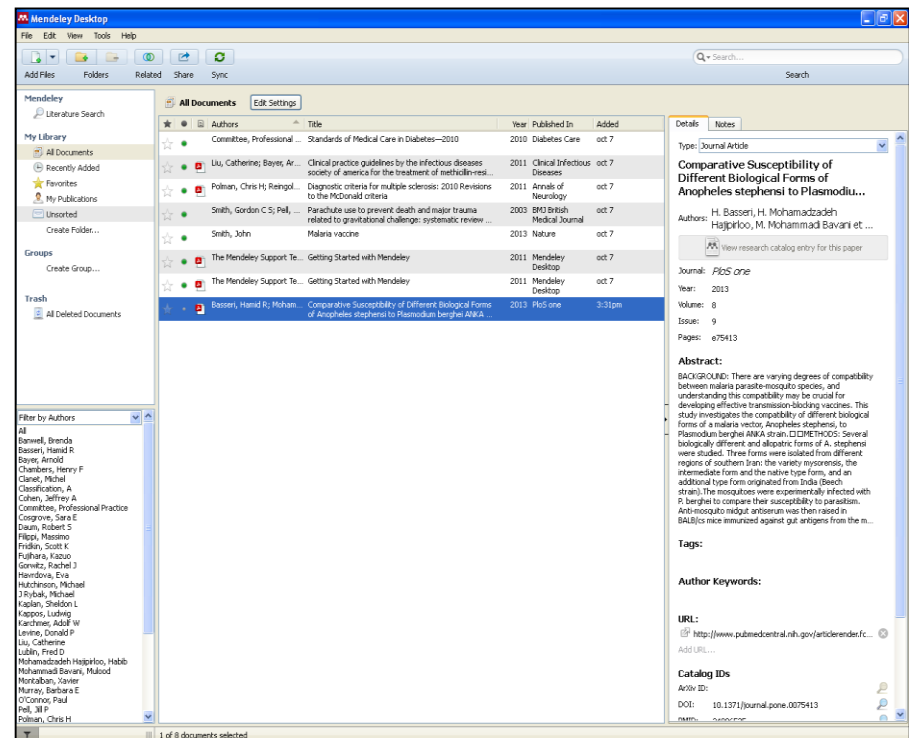 Mendeley Desktop
File Edit View Tools Help
Add Files Folders Related Share Sync
Search...
Search
Mendeley
Literature Search
My Library
All Documents
Recently Added
Favorites
My Publications
Unsorted
Create Folder...
Groups
Create Group...
Trash
All Deleted Documents
Filter by Authors
All
Banwell, Brenda
Basseri, Hamid R
Bayer, Arnold
Chambers, Henry F
Clanet, Michel
Classification, A
Cohen, Jeffrey A
Committee, Professional Practice
Cosgrove, Sara E
Daum, Robert S
Filippi, Massimo
Fridkin, Scott K
Fujihara, Kazuo
Gorwitz, Rachel J
Havrdova, Eva
Hutchinson, Michael
J Rybak, Michael
Kaplan, Sheldon L
Kappos, Ludwig
Karchmer, Adolf W
Levine, Donald P
Liu, Catherine
Lublin, Fred D
Mohamadzadeh Hajipirloo, Habib
Mohammadi Bavani, Mulood
Montalban, Xavier
Murray, Barbara E
O'Connor, Paul
Pell, Jill P
Polman, Chris H
All Documents Edit Settings
Authors Title Year Published In Added
Committee, Professional ... Standards of Medical Care in Diabetes—2010 2010 Diabetes Care oct 7
Liu, Catherine; Bayer, Ar... Clinical practice guidelines by the infectious diseases 2011 Clinical Infectious oct 7
society of america for the treatment of methicillin-resi... Diseases
Polman, Chris H; Reingol... Diagnostic criteria for multiple sclerosis: 2010 Revisions 2011 Annals of oct 7
to the McDonald criteria Neurology
Smith, Gordon C S; Pell, ... Parachute use to prevent death and major trauma 2003 BMJ British oct 7
related to gravitational challenge: systematic review ... Medical Journal
Smith, John Malaria vaccine 2013 Nature oct 7
The Mendeley Support Te... Getting Started with Mendeley 2011 Mendeley oct 7
Desktop
The Mendeley Support Te... Getting Started with Mendeley 2011 Mendeley oct 7
Desktop
Basseri, Hamid R; Moham... Comparative Susceptibility of Different Biological Forms 2013 PloS one 3:31pm
of Anopheles stephensi to Plasmodium berghei ANKA ...
Details Notes
Type: Journal Article
Comparative Susceptibility of
Different Biological Forms of
Anopheles stephensi to Plasmodiu...
Authors: H. Basseri, H. Mohamadzadeh
Hajipirloo, M. Mohammadi Bavani et ...
View research catalog entry for this paper
Journal: PloS one
Year: 2013
Volume: 8
Issue: 9
Pages: e75413
Abstract:
BACKGROUND: There are varying degrees of compatibility
between malaria parasite-mosquito species, and
understanding this compatibility may be crucial for
developing effective transmission-blocking vaccines. This
study investigates the compatibility of different biological
forms of a malaria vector, Anopheles stephensi, to
Plasmodium berghei ANKA strain.□□METHODS: Several
biologically different and allopatric forms of A. stephensi
were studied. Three forms were isolated from different
regions of southern Iran: the variety mysorensis, the
intermediate form and the native type form, and an
additional type form originated from India (Beech
strain).The mosquitoes were experimentally infected with
P. berghei to compare their susceptibility to parasitism.
Anti-mosquito midgut antiserum was then raised in
BALB/cs mice immunized against gut antigens from the m...
Tags:
Author Keywords:
URL:
http://www.pubmedcentral.nih.gov/articlerender.fc...
Add URL...
Catalog IDs
ArXiv ID:
DOI: 10.1371/journal.pone.0075413
1 of 8 documents selected